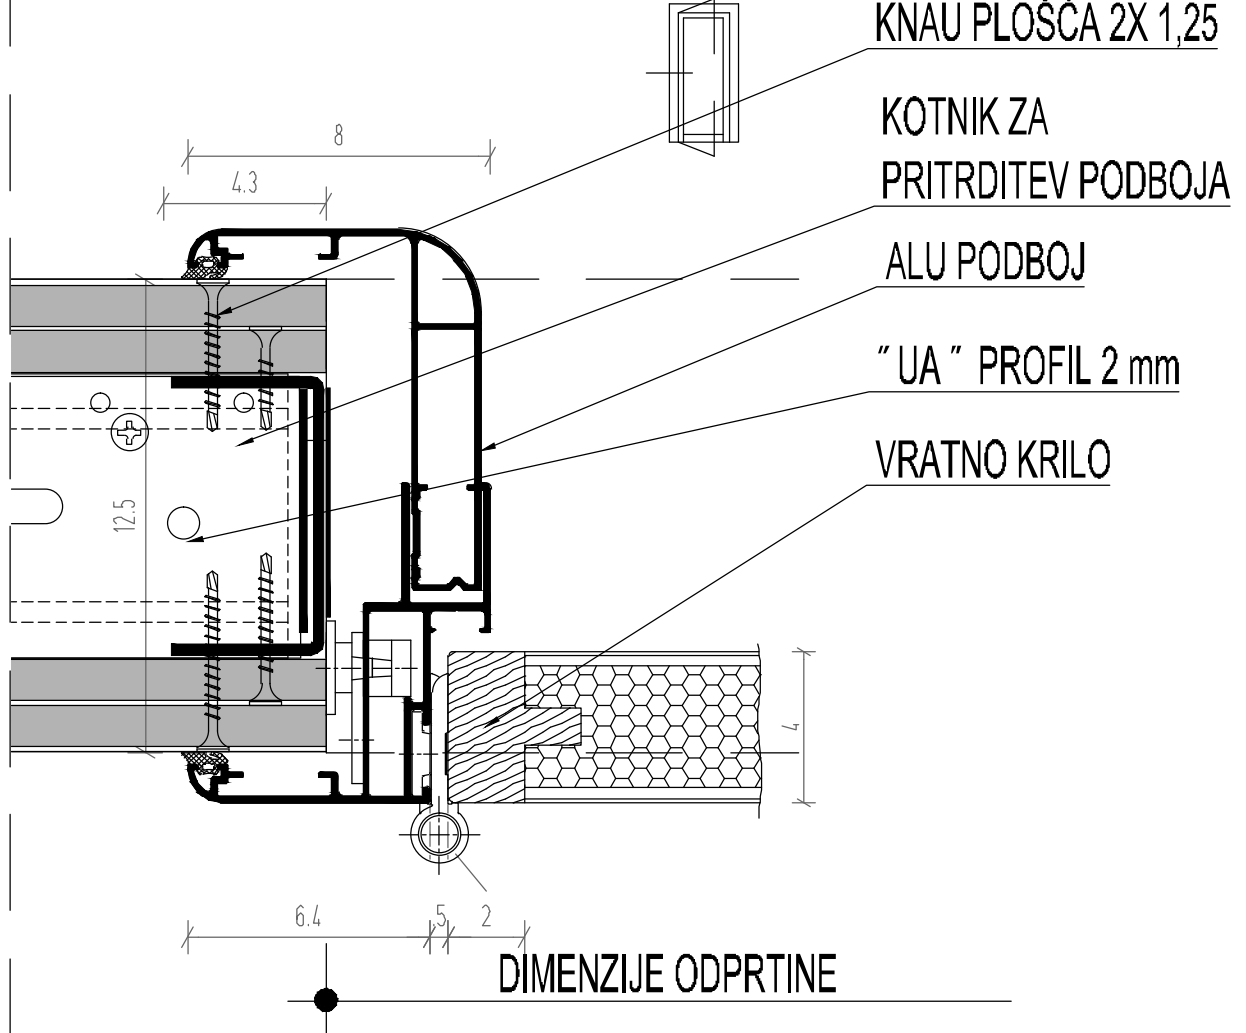 KNAU PLOŠČA 2X 1,25
KOTNIK ZA
PRITRDITEV PODBOJA
ALU PODBOJ
" UA " PROFIL 2 mm
VRATNO KRILO
8
4.3
12.5
4
6.4
.5
2
DIMENZIJE ODPRTINE